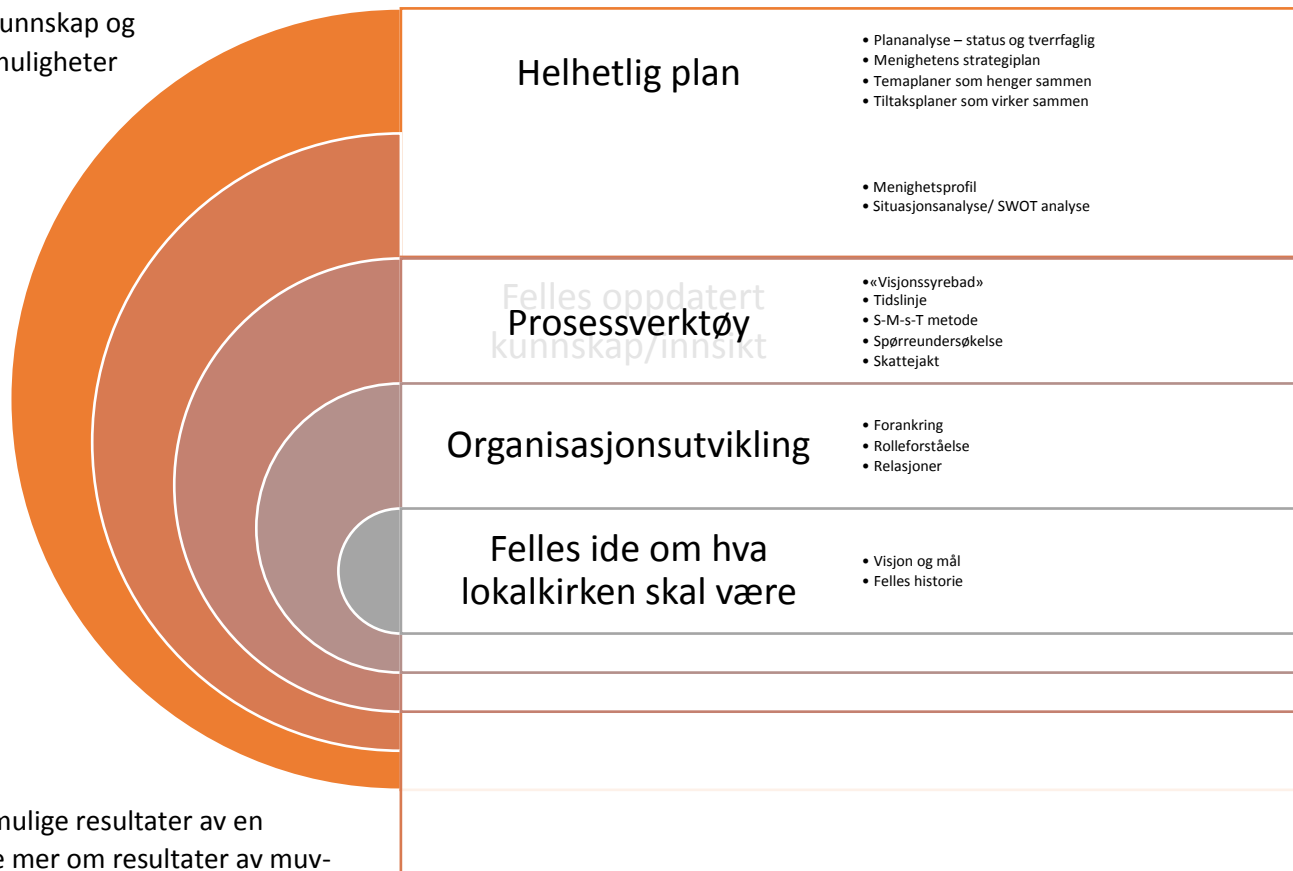 unnskap og
muligheter
Helhetlig plan
• Plananalyse – status og tverrfaglig
• Menighetens strategiplan
• Temaplaner som henger sammen
• Tiltaksplaner som virker sammen
• Menighetsprofil
• Situasjonsanalyse/ SWOT analyse
Felles oppdatert
kunnskap/innsikt
Prosessverktøy
•«Visjonssyrebad»
• Tidslinje
• S-M-s-T metode
• Spørreundersøkelse
• Skattejakt
Organisasjonsutvikling
• Forankring
• Rolleforståelse
• Relasjoner
Felles ide om hva
lokalkirken skal være
• Visjon og mål
• Felles historie
mulige resultater av en
e mer om resultater av muv-